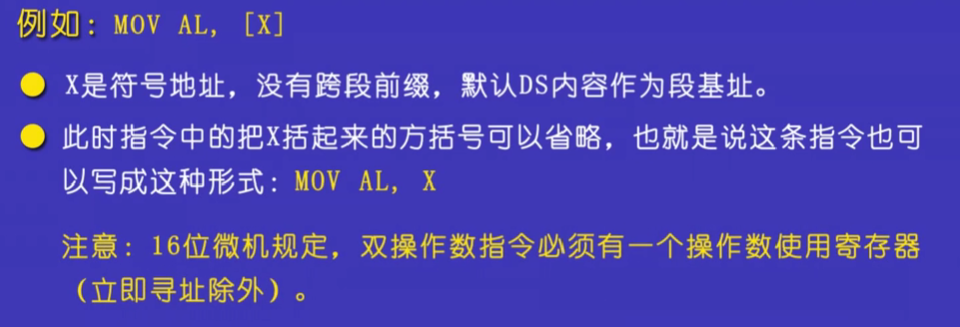 例如：MOV AL, [X]
X是符号地址，没有跨段前缀，默认DS内容作为段基址。
此时指令中的把X括起来的方括号可以省略，也就是说这条指令也可
以写成这种形式：MOV AL, X
注意：16位微机规定，双操作数指令必须有一个操作数使用寄存器
（立即寻址除外）。